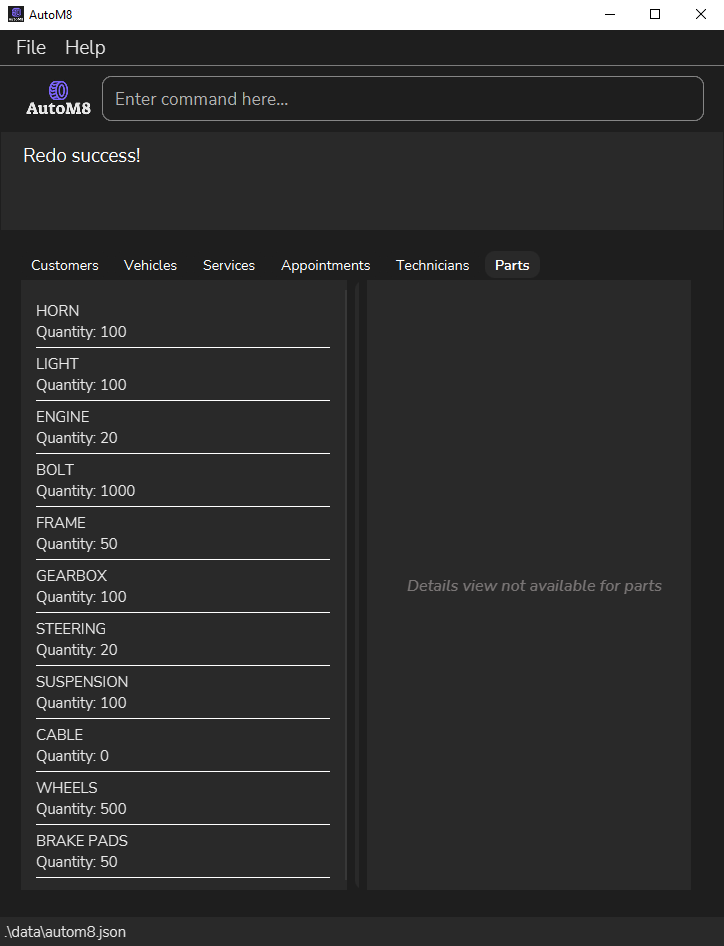 AutoM8
File Help
AutoM8
Enter command here...
Redo success!
Customers Vehicles Services Appointments Technicians Parts
HORN
Quantity: 100
LIGHT
Quantity: 100
ENGINE
Quantity: 20
BOLT
Quantity: 1000
FRAME
Quantity: 50
GEARBOX
Quantity: 100
STEERING
Quantity: 20
SUSPENSION
Quantity: 100
CABLE
Quantity: 0
WHEELS
Quantity: 500
BRAKE PADS
Quantity: 50
Details view not available for parts
.\data\autom8.json